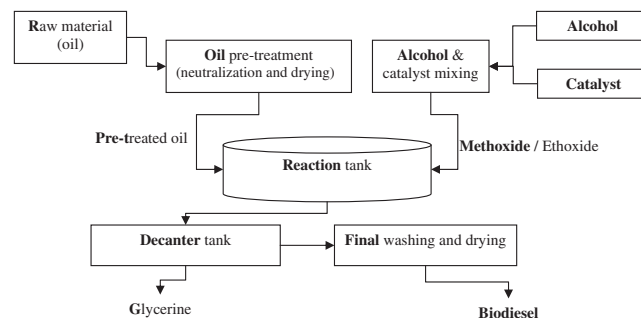 Raw material
(oil)
Oil pre-treatment
(neutralization and drying)
Alcohol &
catalyst mixing
Alcohol
Catalyst
Pre-treated oil
Methoxide / Ethoxide
Reaction tank
Decanter tank
Final washing and drying
Glycerine
Biodiesel